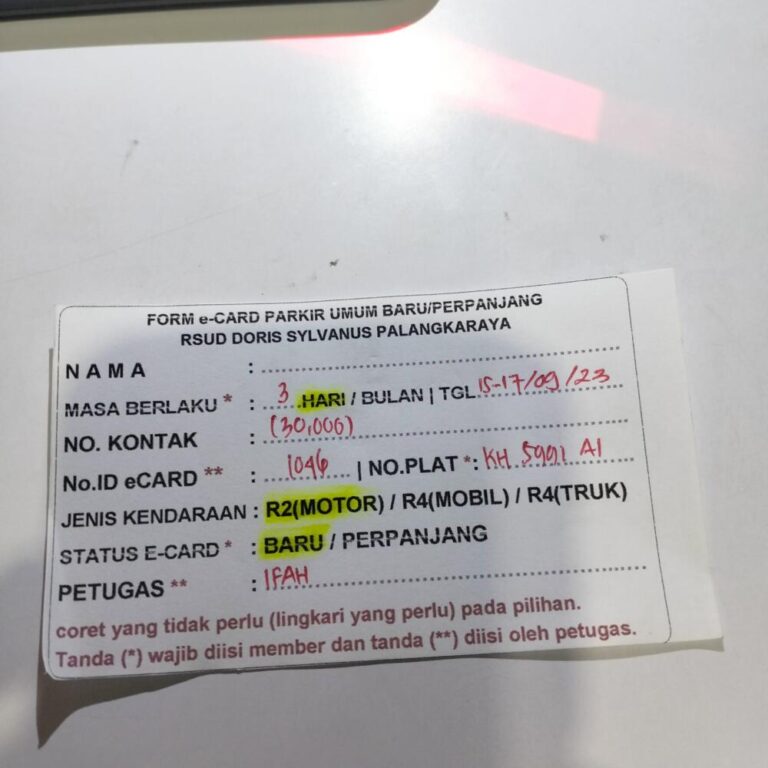 FORM e-CARD PARKIR UMUM BARU/PERPANJANG
RSUD DORIS SYLVANUS PALANGKARAYA
N A M A :
MASA BERLAKU * : 3 HARI / BULAN | TGL 15-17/09/23
NO. KONTAK : (30,000)
No.ID eCARD ** : 1046 | NO.PLAT *: KH 5991 AI
JENIS KENDARAAN : R2(MOTOR) / R4(MOBIL) / R4(TRUK)
STATUS E-CARD * : BARU / PERPANJANG
PETUGAS ** : IFAH
coret yang tidak perlu (lingkari yang perlu) pada pilihan.
Tanda (*) wajib diisi member dan tanda (**) diisi oleh petugas.